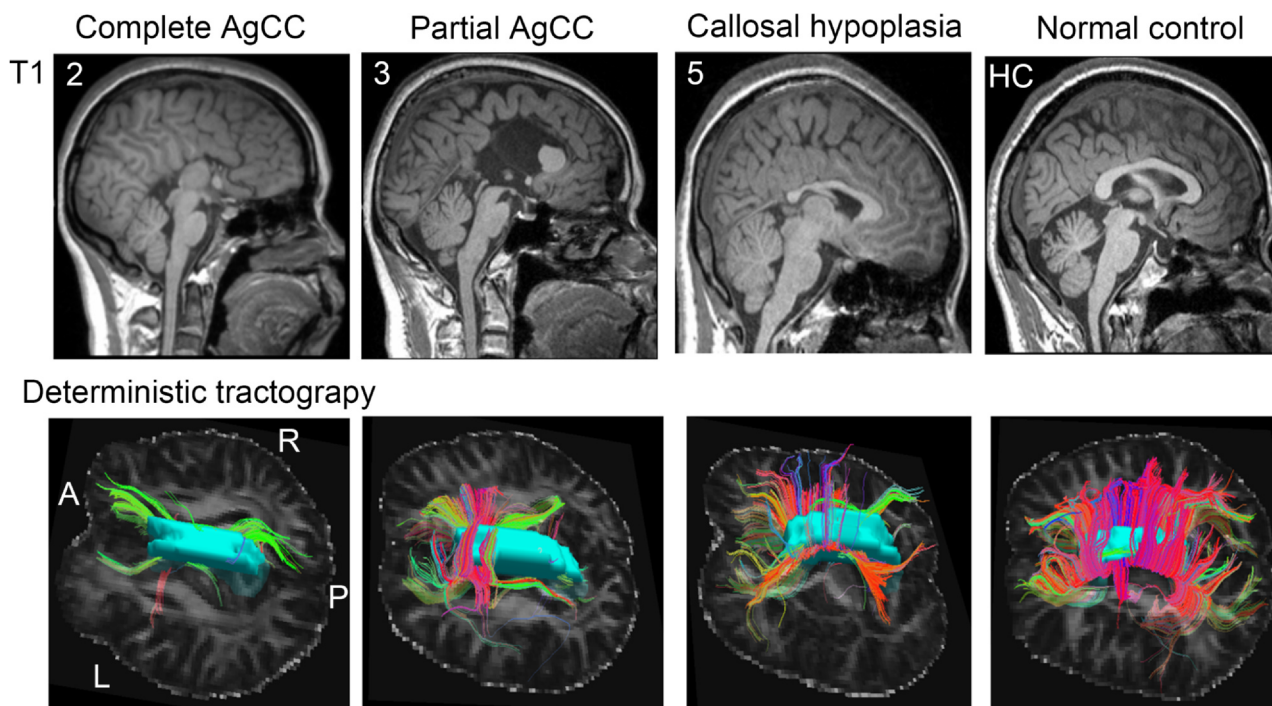 Complete AgCC
Partial AgCC
Callosal hypoplasia
Normal control
T1
2
3
5
HC
Deterministic tractograpy
R
A
P
L